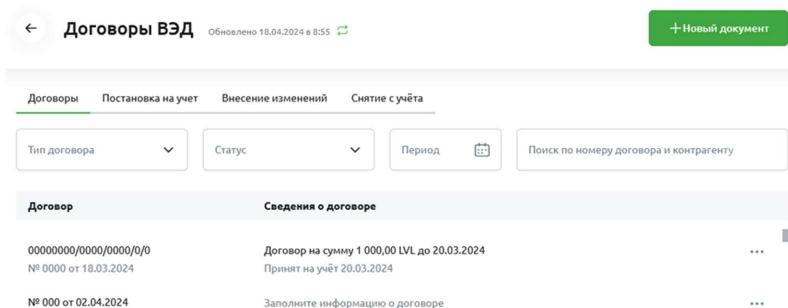 Договоры ВЭД Обновлено 18.04.2024 в 8:55
+Новый документ
Договоры Постановка на учет Внесение изменений Снятие с учёта
Тип договора Статус Период Поиск по номеру договора и контрагенту
Договор Сведения о договоре
00000000/0000/0000/0/0 Договор на сумму 1 000,00 LVL до 20.03.2024
№ 0000 от 18.03.2024 Принят на учёт 20.03.2024
№ 000 от 02.04.2024 Заполните информацию о договоре